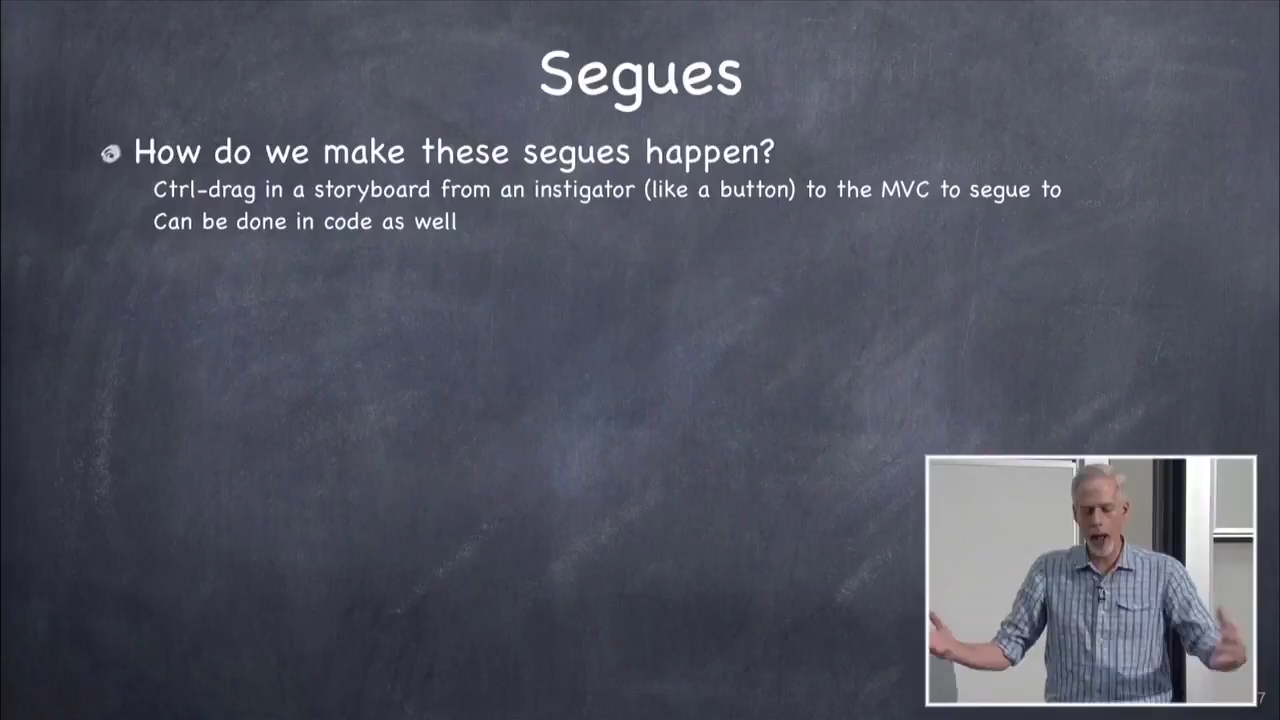 Segues
How do we make these segues happen?
Ctrl-drag in a storyboard from an instigator (like a button) to the MVC to segue to
Can be done in code as well
7